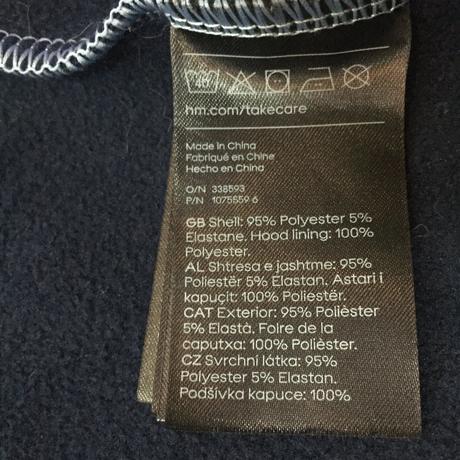 40
hm.com/takecare
Made in China
Fabriqué en Chine
Hecho en China
O/N 338593
P/N 1075559 6
GB Shell: 95% Polyester 5%
Elastane. Hood lining: 100%
Polyester.
AL Shtresa e jashtme: 95%
Poliestër 5% Elastan. Astari i
kapuçit: 100% Poliestër.
CAT Exterior: 95% Polièster
5% Elastà. Folre de la
caputxa: 100% Polièster.
CZ Svrchní látka: 95%
Polyester 5% Elastan.
Podšívka kapuce: 100%